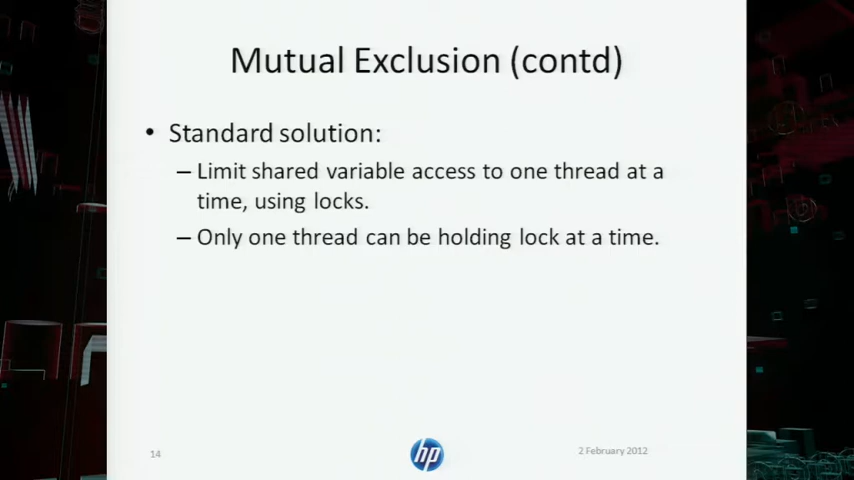 Mutual Exclusion (contd)
• Standard solution:
– Limit shared variable access to one thread at a
time, using locks.
– Only one thread can be holding lock at a time.
14
hp
2 February 2012